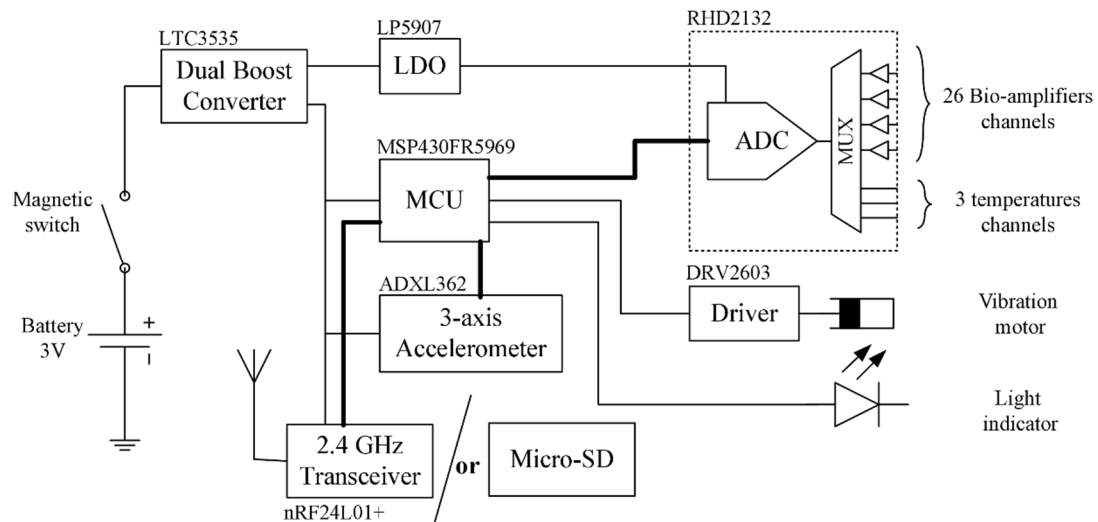 LTC3535
Dual Boost
Converter
LP5907
LDO
RHD2132
ADC
MUX
26 Bio-amplifiers
channels
3 temperatures
channels
MSP430FR5969
MCU
Magnetic
switch
ADXL362
3-axis
Accelerometer
DRV2603
Driver
Vibration
motor
Battery
3V
+
-
Light
indicator
2.4 GHz
Transceiver
nRF24L01+
or
Micro-SD